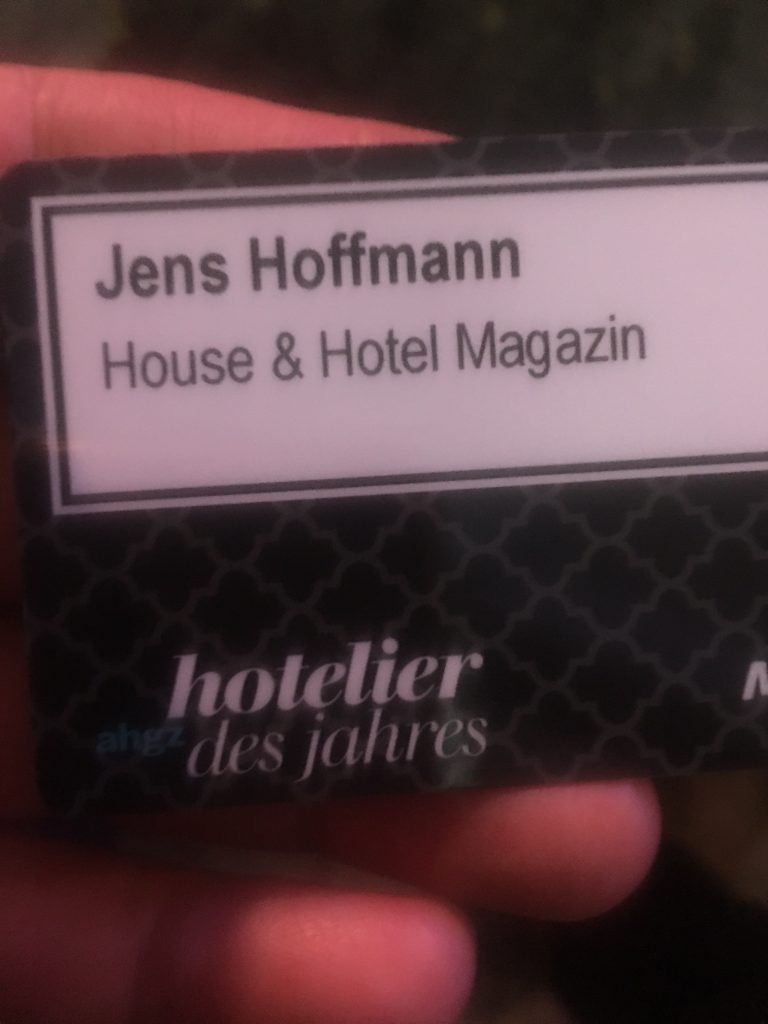 Jens Hoffmann
House & Hotel Magazin
hotelier
ahgz des jahres